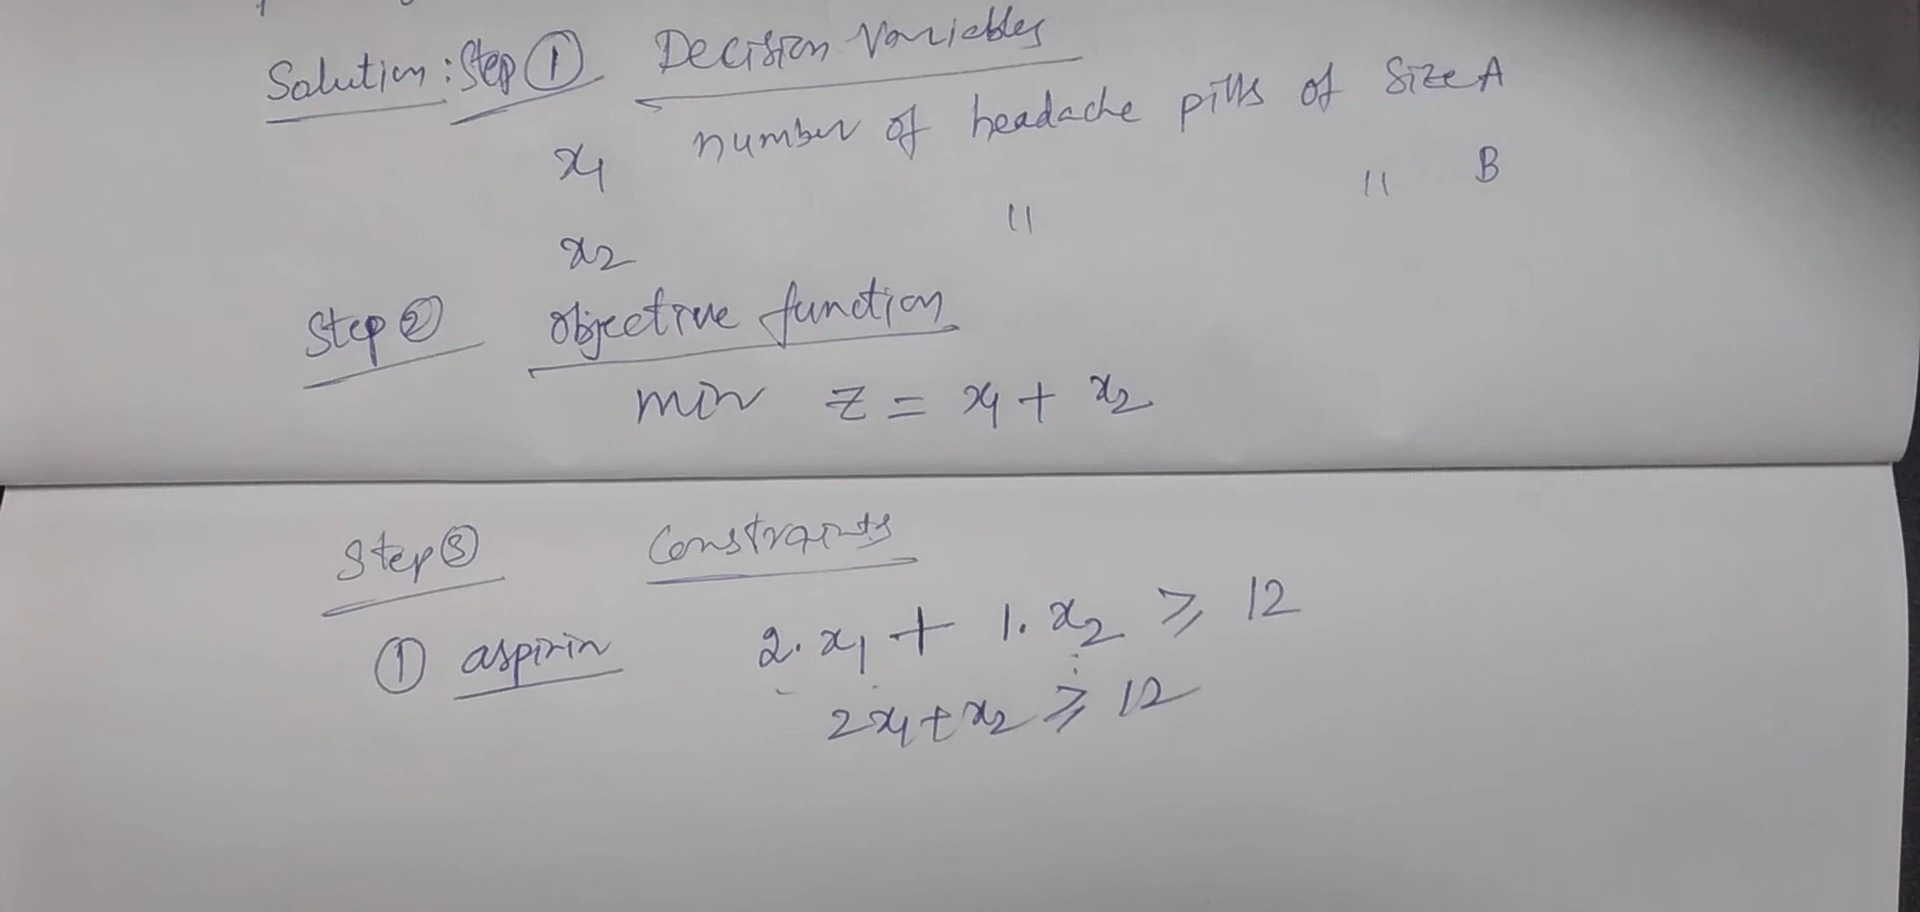 Solution: Step ① Decision Variables
x₁ number of headache pills of Size A
x₂ " " B
Step ② Objective function
min Z = x₁ + x₂
Step ③ Constraints
① aspirin 2·x₁ + 1·x₂ ≥ 12
2x₁ + x₂ ≥ 12